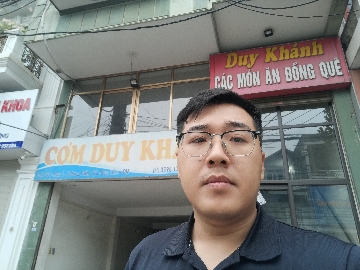 Duy Khánh
CÁC MÓN ĂN ĐỒNG QUÊ
KHOA
CƠM DUY KH